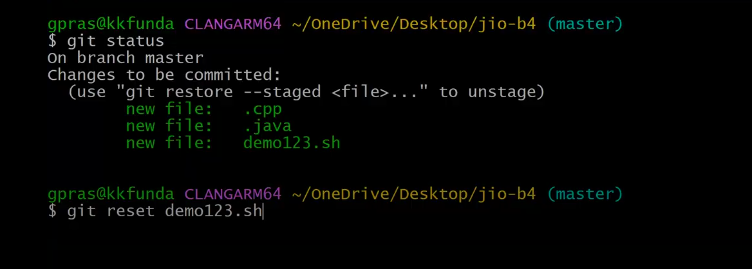 gpras@kkfunda CLANGARM64 ~/OneDrive/Desktop/jio-b4 (master)
$ git status
On branch master
Changes to be committed:
  (use "git restore --staged <file>..." to unstage)
        new file:   .cpp
        new file:   .java
        new file:   demo123.sh
gpras@kkfunda CLANGARM64 ~/OneDrive/Desktop/jio-b4 (master)
$ git reset demo123.sh